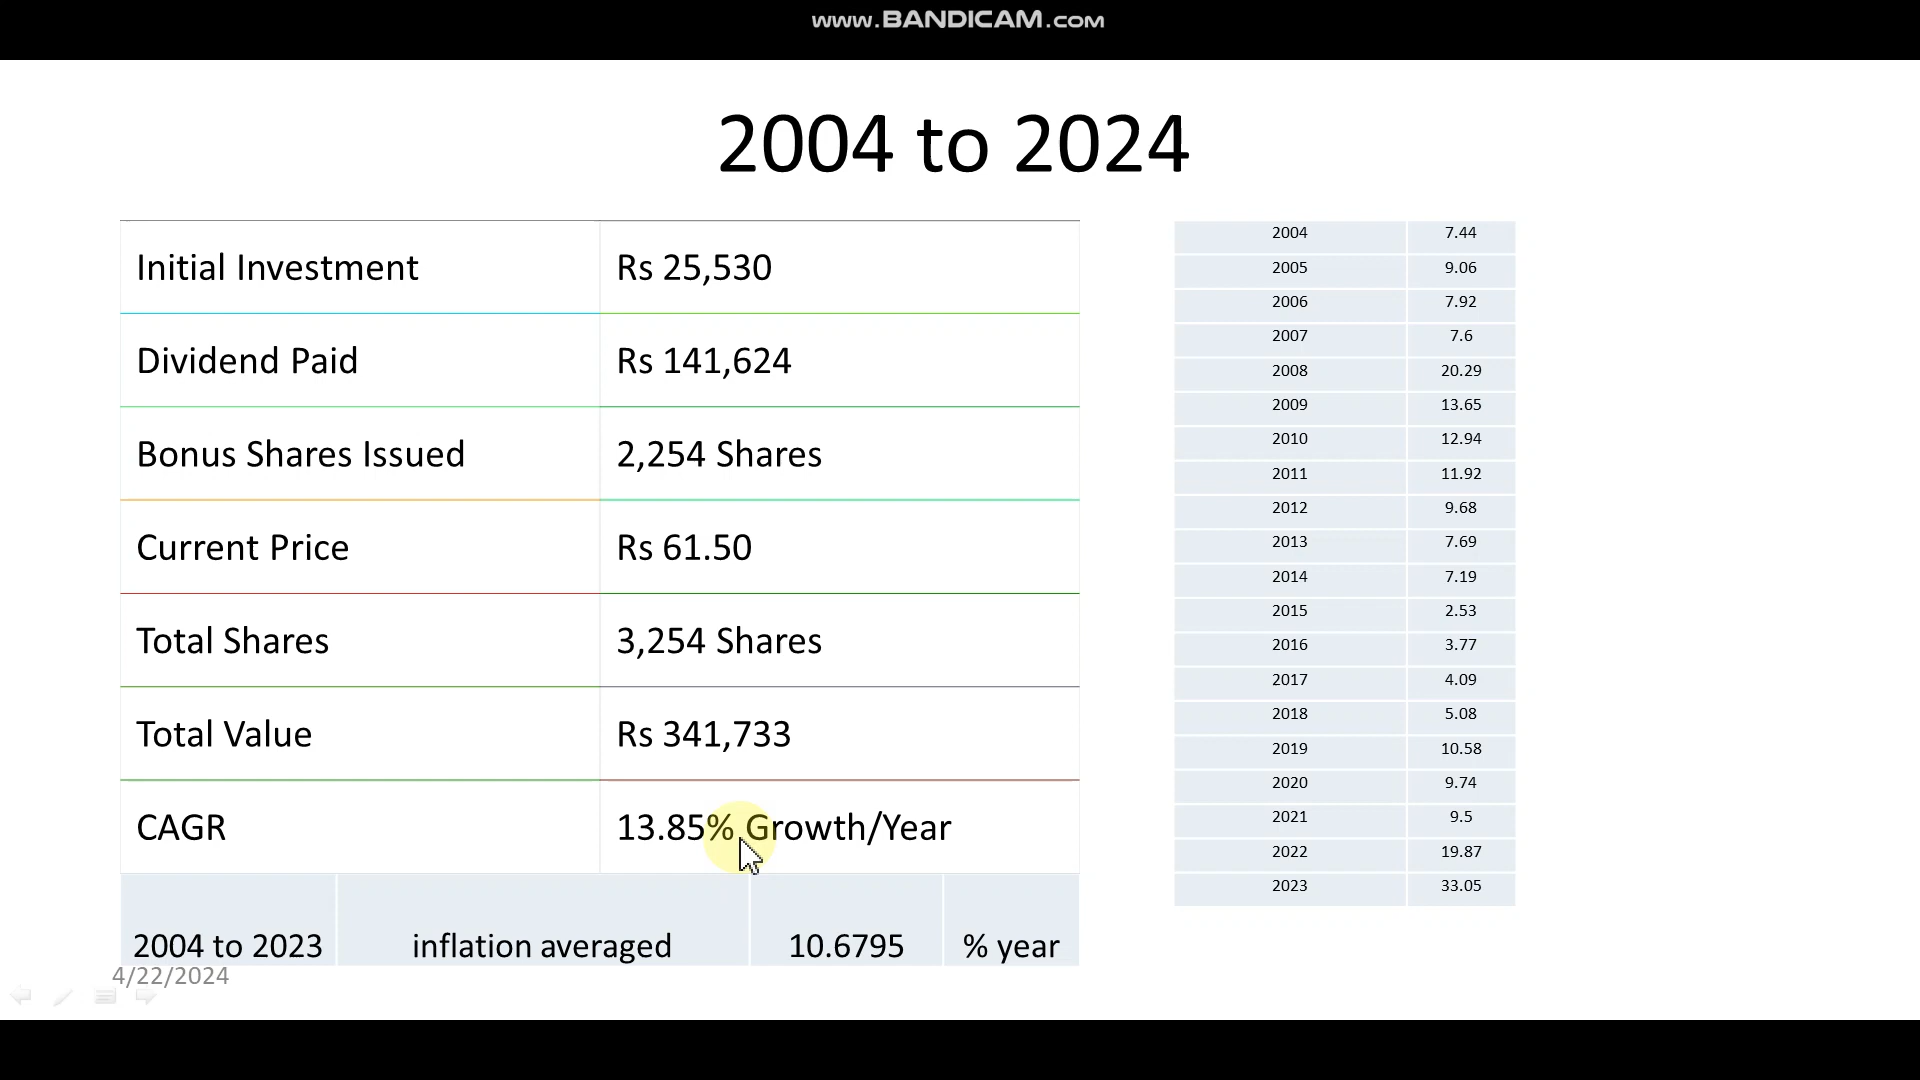 www.BANDICAM.com
2004 to 2024
Initial Investment Rs 25,530
Dividend Paid Rs 141,624
Bonus Shares Issued 2,254 Shares
Current Price Rs 61.50
Total Shares 3,254 Shares
Total Value Rs 341,733
CAGR 13.85% Growth/Year
2004 to 2023 inflation averaged 10.6795 % year
4/22/2024
2004 7.44
2005 9.06
2006 7.92
2007 7.6
2008 20.29
2009 13.65
2010 12.94
2011 11.92
2012 9.68
2013 7.69
2014 7.19
2015 2.53
2016 3.77
2017 4.09
2018 5.08
2019 10.58
2020 9.74
2021 9.5
2022 19.87
2023 33.05